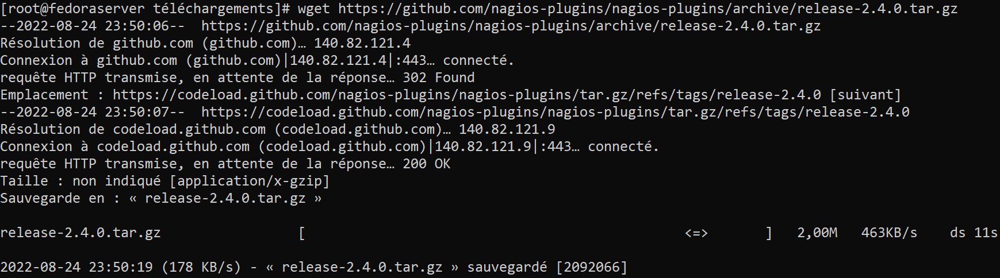 [root@fedoraserver téléchargements]# wget https://github.com/nagios-plugins/nagios-plugins/archive/release-2.4.0.tar.gz
--2022-08-24 23:50:06--  https://github.com/nagios-plugins/nagios-plugins/archive/release-2.4.0.tar.gz
Résolution de github.com (github.com)… 140.82.121.4
Connexion à github.com (github.com)|140.82.121.4|:443… connecté.
requête HTTP transmise, en attente de la réponse… 302 Found
Emplacement : https://codeload.github.com/nagios-plugins/nagios-plugins/tar.gz/refs/tags/release-2.4.0 [suivant]
--2022-08-24 23:50:07--  https://codeload.github.com/nagios-plugins/nagios-plugins/tar.gz/refs/tags/release-2.4.0
Résolution de codeload.github.com (codeload.github.com)… 140.82.121.9
Connexion à codeload.github.com (codeload.github.com)|140.82.121.9|:443… connecté.
requête HTTP transmise, en attente de la réponse… 200 OK
Taille : non indiqué [application/x-gzip]
Sauvegarde en : « release-2.4.0.tar.gz »
release-2.4.0.tar.gz                 [                                               <=>       ]   2,00M   463KB/s    ds 11s
2022-08-24 23:50:19 (178 KB/s) - « release-2.4.0.tar.gz » sauvegardé [2092066]